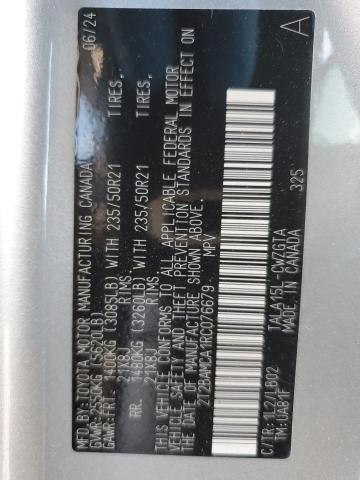 MFD.BY:TOYOTA MOTOR MANUFACTURING CANADA 06/24
GVWR-2550KG (5620LB)
GAWR:FRT. 1400KG (3085LB) WITH 235/50R21 TIRES,
21X8J RIMS
RR. 1480KG (3260LB) WITH 235/50R21 TIRES,
21X8J RIMS
THIS VEHICLE CONFORMS TO ALL APPLICABLE FEDERAL MOTOR
VEHICLE SAFETY AND THEFT PREVENTION STANDARDS IN EFFECT ON
THE DATE OF MANUFACTURE SHOWN ABOVE.
2T2BAMCA1RC076679 MPV
A
C/TR:1L2/LB02 TALA15L-CWZGTA 325
TM:UAB1F MADE IN CANADA